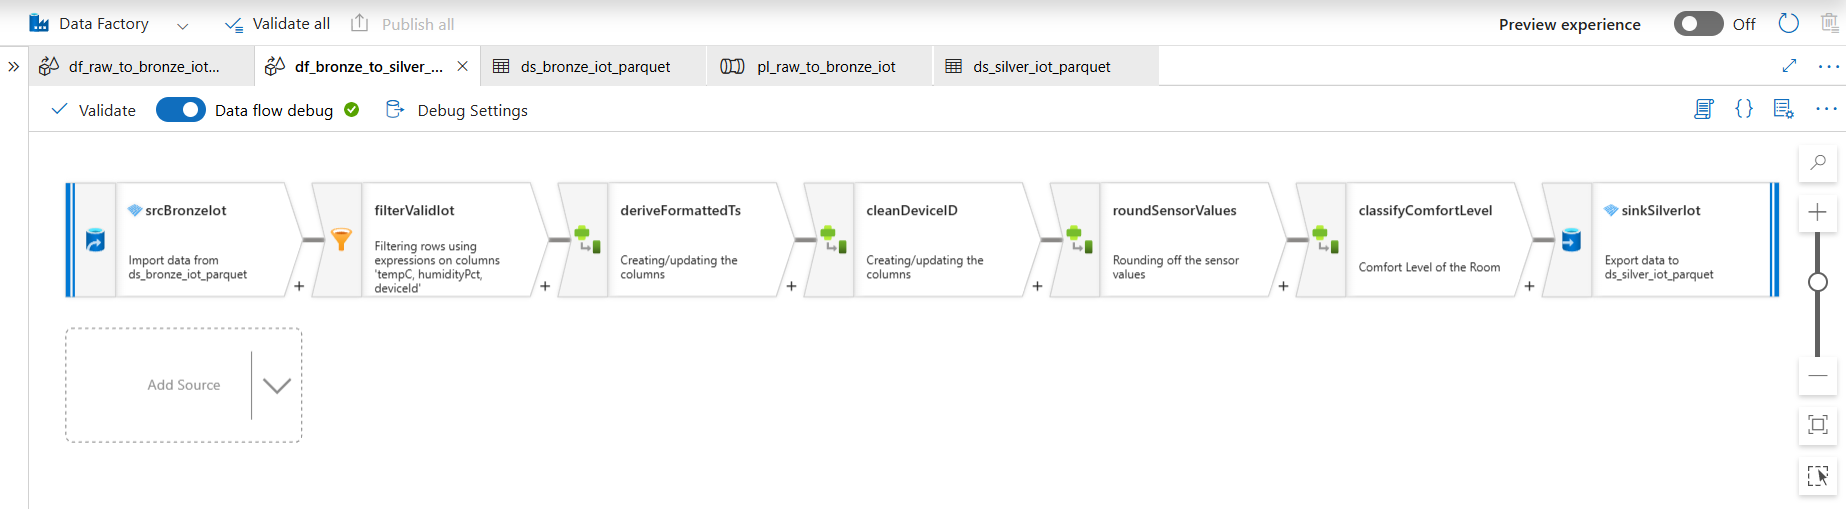 Data Factory
Validate all
Publish all
Preview experience
Off
df_raw_to_bronze_iot...
df_bronze_to_silver_...
ds_bronze_iot_parquet
pl_raw_to_bronze_iot
ds_silver_iot_parquet
Validate
Data flow debug
Debug Settings
srcBronzeIot
Import data from
ds_bronze_iot_parquet
filterValidIot
Filtering rows using
expressions on columns
'tempC, humidityPct,
deviceId'
deriveFormattedTs
Creating/updating the
columns
cleanDeviceID
Creating/updating the
columns
roundSensorValues
Rounding off the sensor
values
classifyComfortLevel
Comfort Level of the Room
sinkSilverIot
Export data to
ds_silver_iot_parquet
Add Source